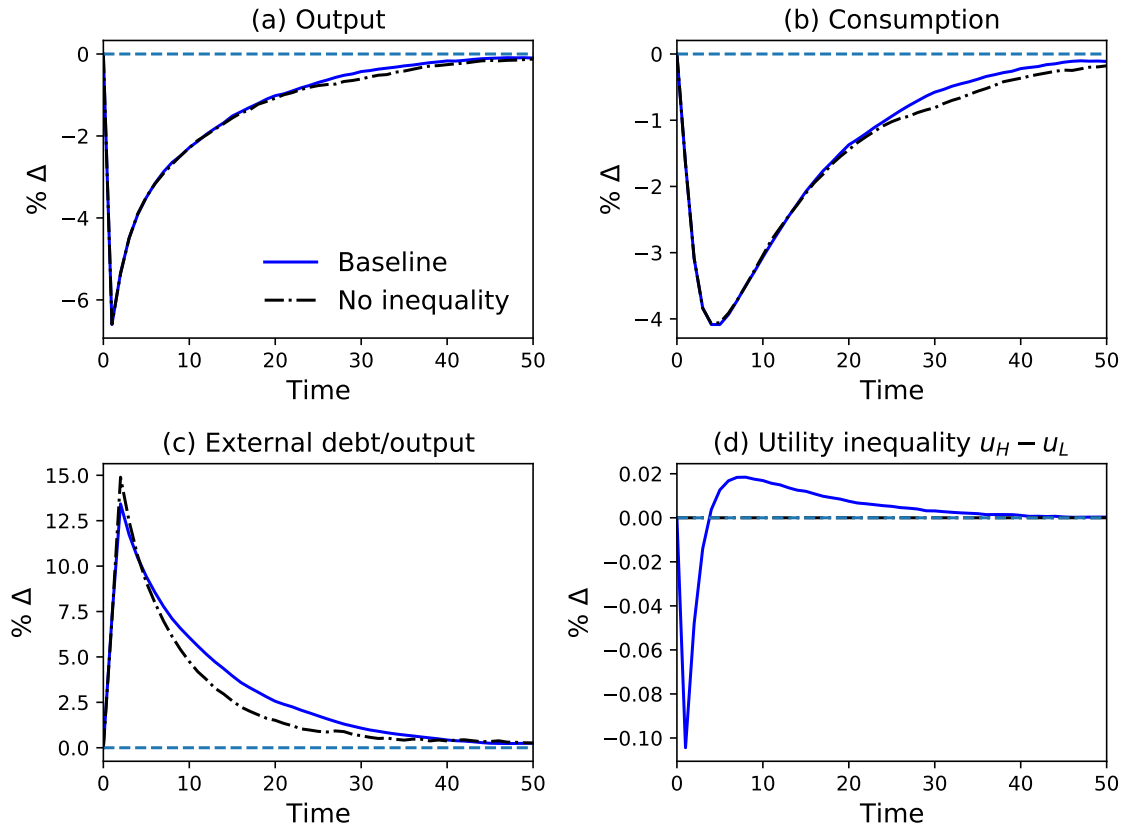 (a) Output
% Δ
0
−2
−4
−6
Baseline
No inequality
0 10 20 30 40 50
Time
(b) Consumption
% Δ
0
−1
−2
−3
−4
0 10 20 30 40 50
Time
(c) External debt/output
% Δ
15.0
12.5
10.0
7.5
5.0
2.5
0.0
0 10 20 30 40 50
Time
(d) Utility inequality u_H − u_L
% Δ
0.02
0.00
−0.02
−0.04
−0.06
−0.08
−0.10
0 10 20 30 40 50
Time